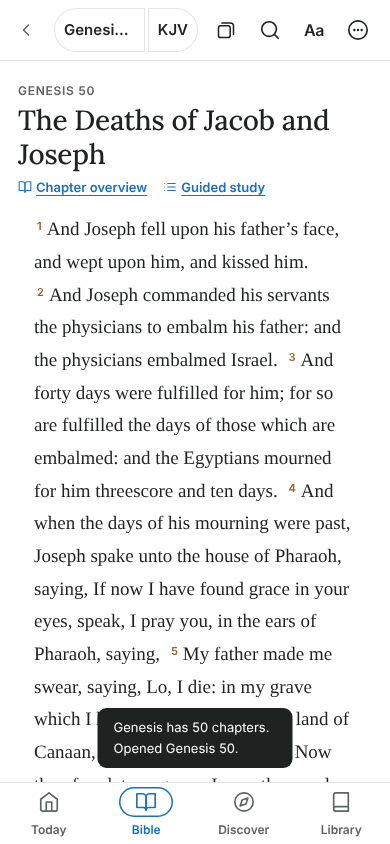 Genesi... KJV Aa
GENESIS 50
The Deaths of Jacob and
Joseph
Chapter overview Guided study
1 And Joseph fell upon his father’s face,
and wept upon him, and kissed him.
2 And Joseph commanded his servants
the physicians to embalm his father: and
the physicians embalmed Israel. 3 And
forty days were fulfilled for him; for so
are fulfilled the days of those which are
embalmed: and the Egyptians mourned
for him threescore and ten days. 4 And
when the days of his mourning were past,
Joseph spake unto the house of Pharaoh,
saying, If now I have found grace in your
eyes, speak, I pray you, in the ears of
Pharaoh, saying, 5 My father made me
swear, saying, Lo, I die: in my grave
which I land of
Canaan, Now
Genesis has 50 chapters.
Opened Genesis 50.
Today Bible Discover Library